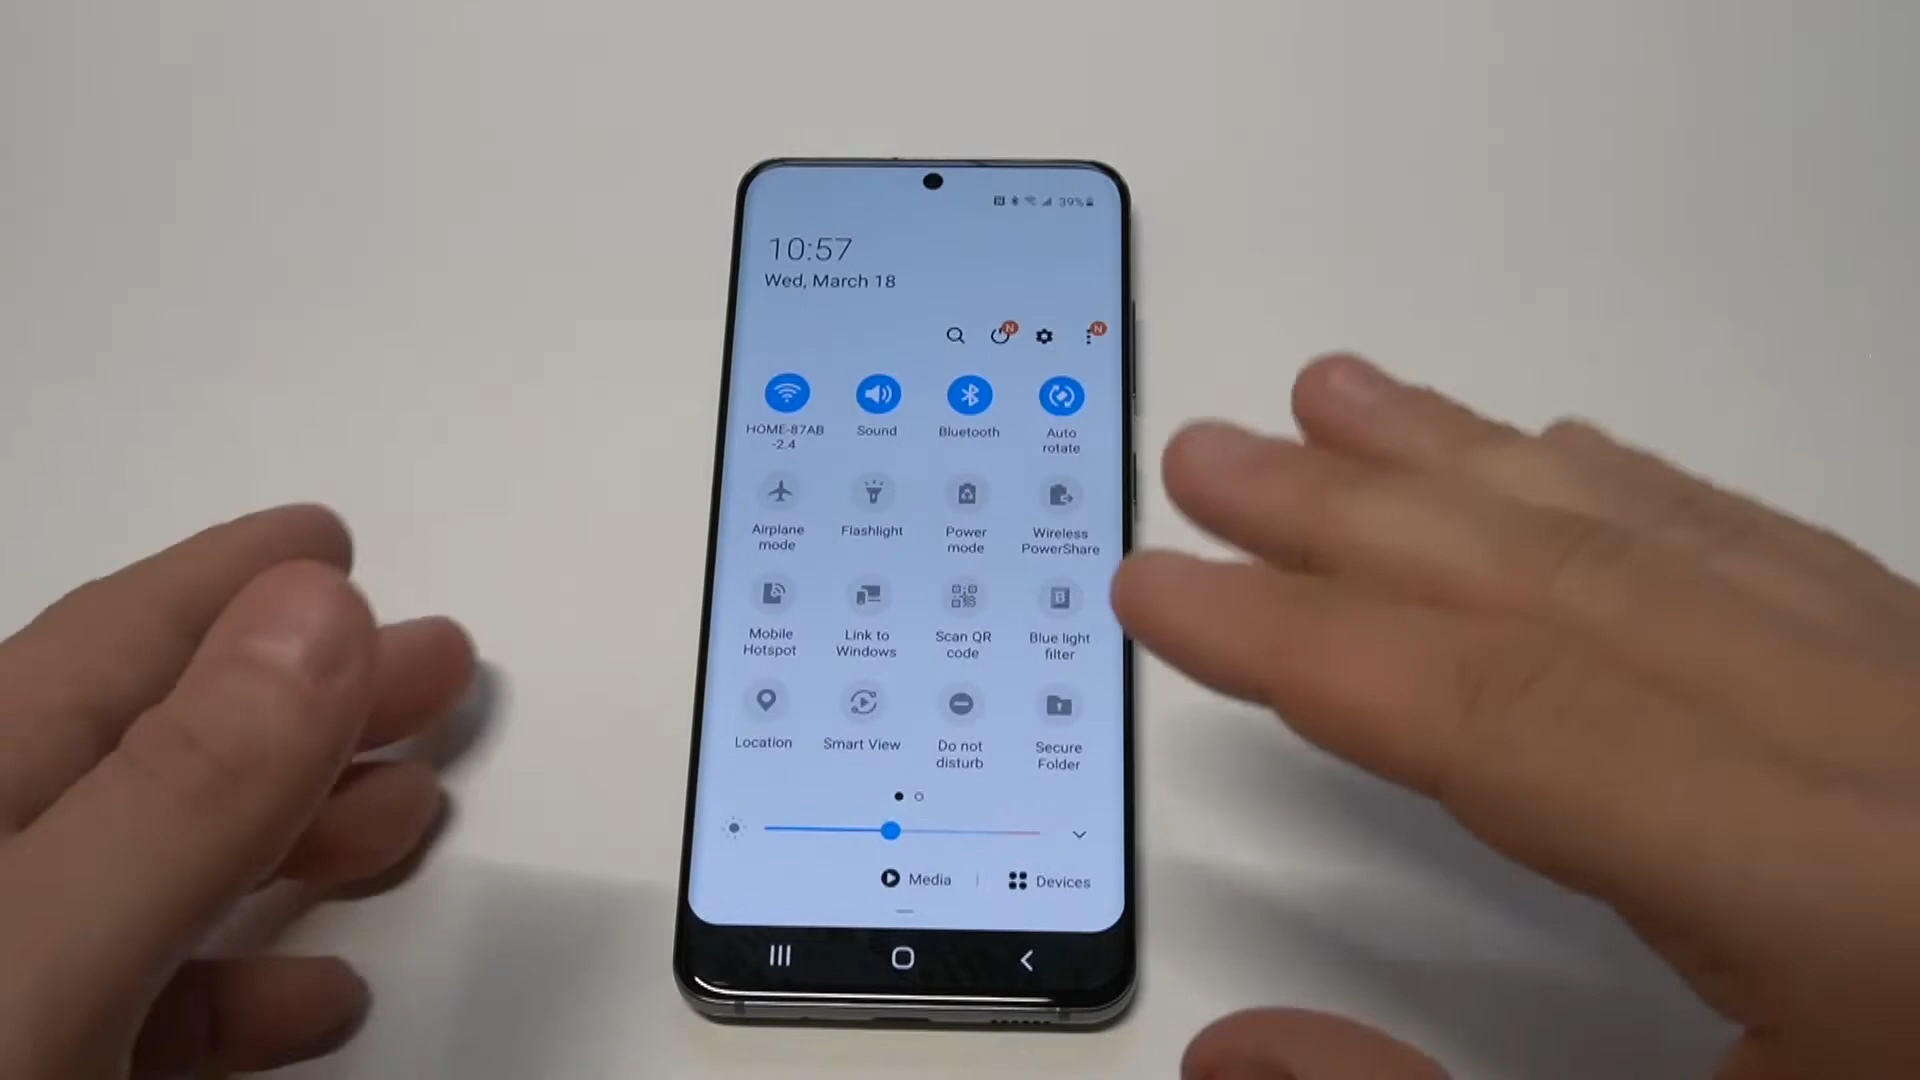 39%
10:57
Wed, March 18
N
N
HOME-87AB
-2.4
Sound
Bluetooth
Auto
rotate
Airplane
mode
Flashlight
Power
mode
Wireless
PowerShare
Mobile
Hotspot
Link to
Windows
Scan QR
code
B
Blue light
filter
Location
Smart View
Do not
disturb
Secure
Folder
Media
Devices